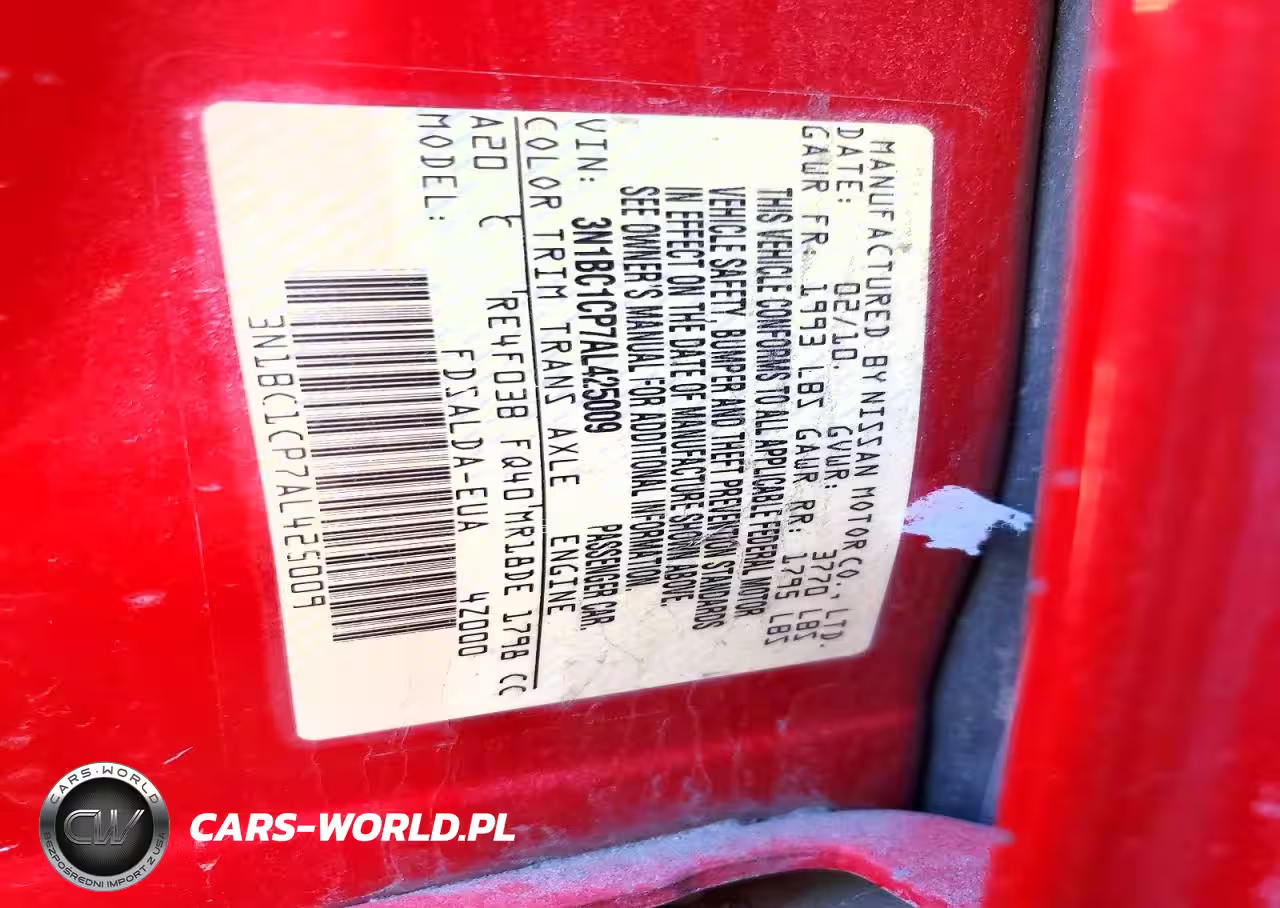 MANUFACTURED BY NISSAN MOTOR CO., LTD.
DATE: 02/10, GVWR: 3770 LBS
GAWR FR: 1993 LBS GAWR RR: 1795 LBS
THIS VEHICLE CONFORMS TO ALL APPLICABLE FEDERAL MOTOR
VEHICLE SAFETY, BUMPER AND THEFT PREVENTION STANDARDS
IN EFFECT ON THE DATE OF MANUFACTURE SHOWN ABOVE.
SEE OWNER'S MANUAL FOR ADDITIONAL INFORMATION.
VIN: 3N1BC1CP7AL425009 PASSENGER CAR.
COLOR TRIM TRANS AXLE ENGINE
A20 C RE4F03B FQ40 MR18DE 1798 CC
MODEL: FDSALDA-EUA 4Z000
3N1BC1CP7AL425009
CARS-WORLD
CW
BEZPOŚREDNI IMPORT Z USA
CARS-WORLD.PL